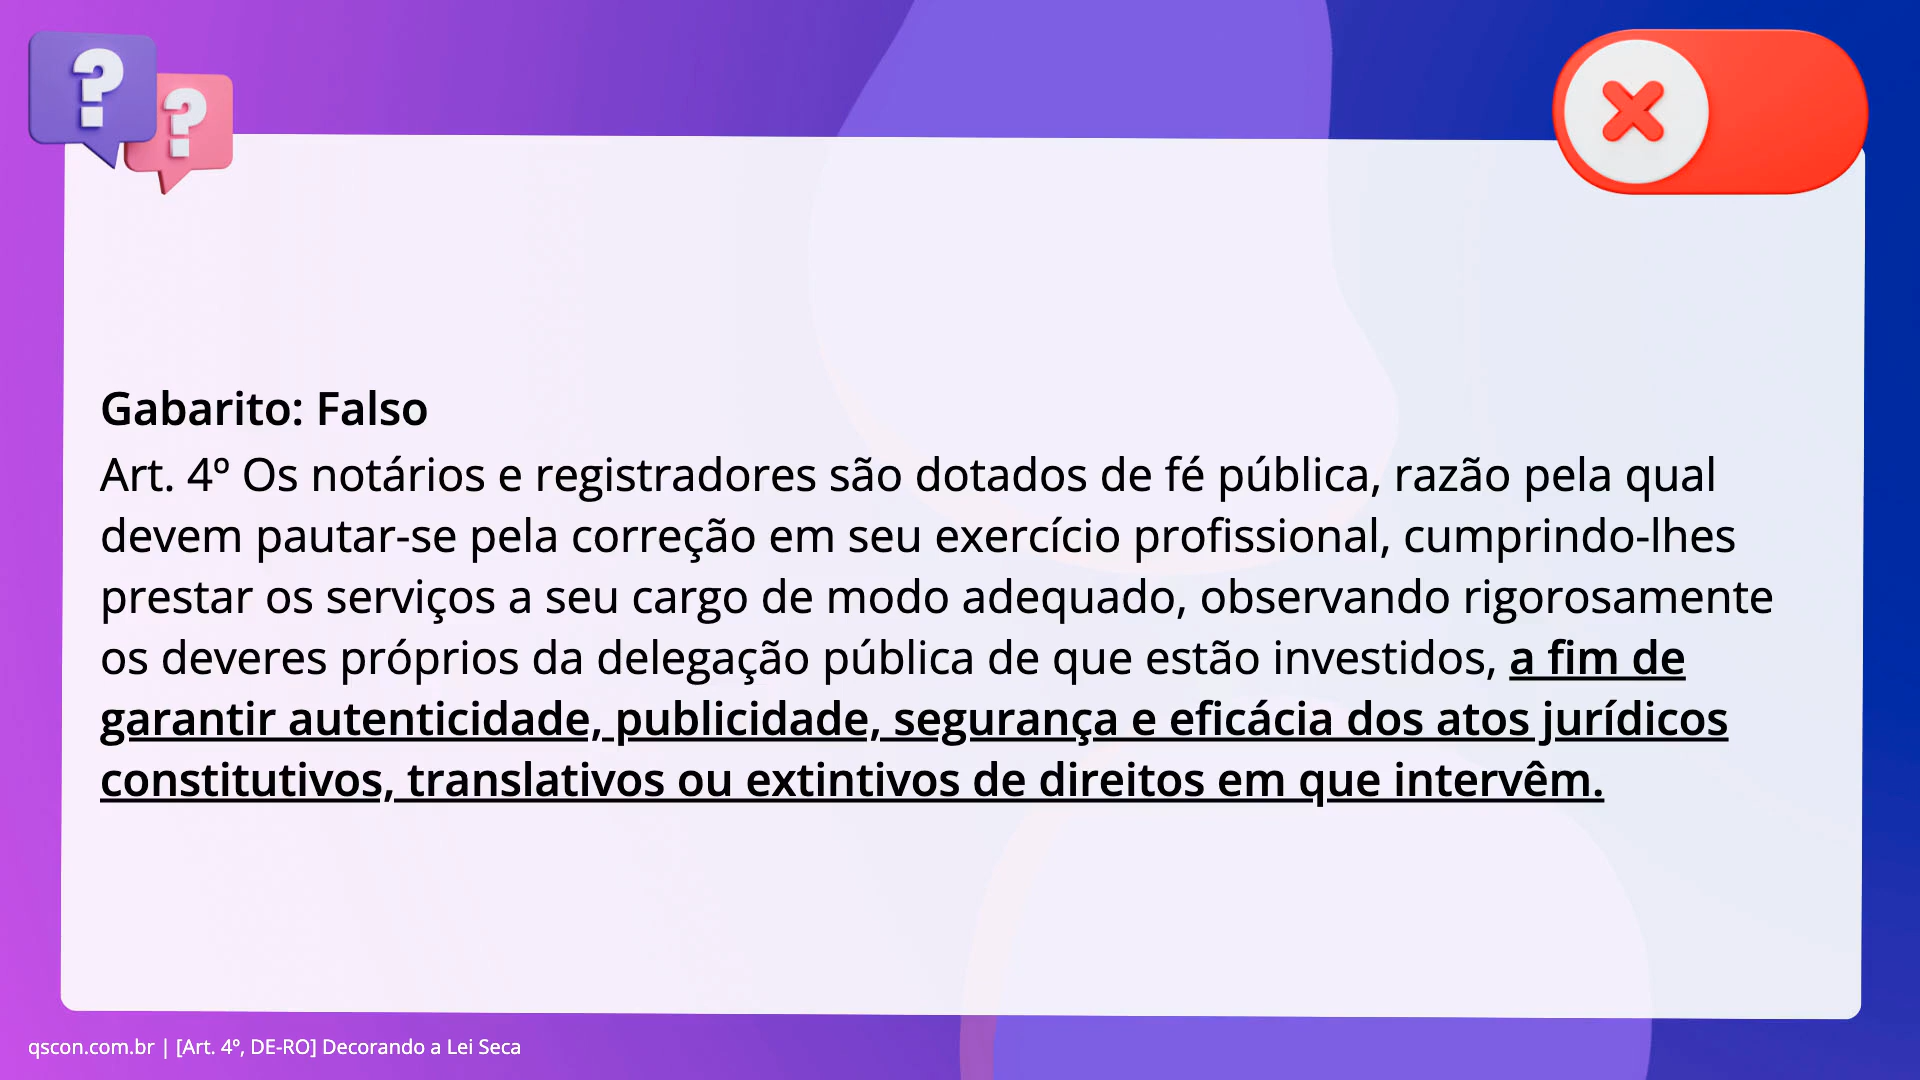 ?
?
Gabarito: Falso
Art. 4º Os notários e registradores são dotados de fé pública, razão pela qual
devem pautar-se pela correção em seu exercício profissional, cumprindo-lhes
prestar os serviços a seu cargo de modo adequado, observando rigorosamente
os deveres próprios da delegação pública de que estão investidos, a fim de
garantir autenticidade, publicidade, segurança e eficácia dos atos jurídicos
constitutivos, translativos ou extintivos de direitos em que intervêm.
qscon.com.br | [Art. 4º, DE-RO] Decorando a Lei Seca